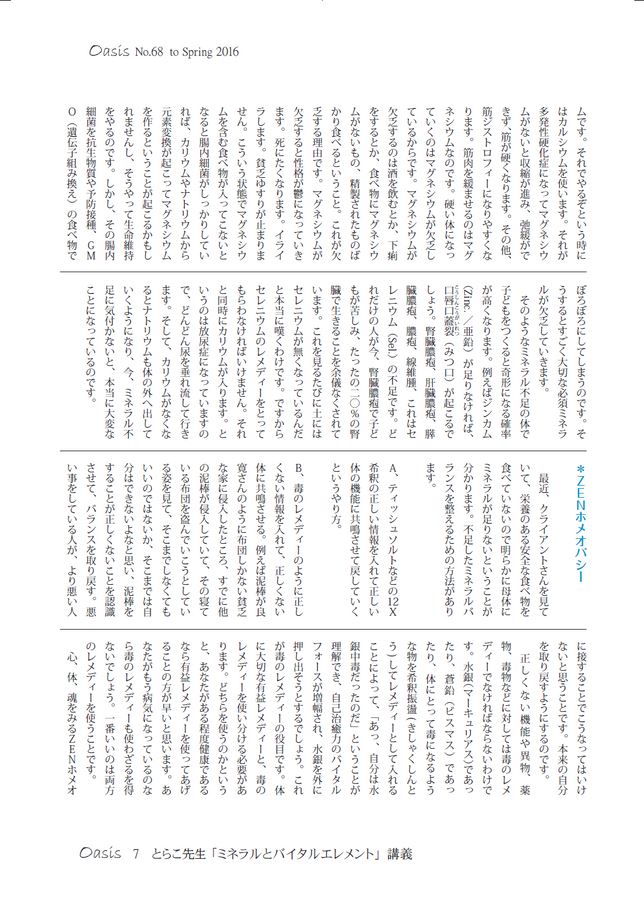 Oasis No.68 to Spring 2016
ムです。それでやるぞという時に
はカルシウムを使います。それが
多発性硬化症になってマグネシウ
ムがないと収縮が進み、弛緩がで
きず、筋が硬くなります。その他、
筋ジストロフィーになりやすくな
ります。筋肉を緩ませるのはマグ
ネシウムなのです。硬い体になっ
ていくのはマグネシウムが欠乏し
ているからです。マグネシウムが
欠乏するのは酒を飲むとか、下痢
をするとか、食べ物にマグネシウ
ムがないもの、精製されたものば
かり食べるということ。これが欠
乏する理由です。マグネシウムが
欠乏すると性格が鬱になっていき
ます。死にたくなります。イライ
ラします。貧乏ゆすりが止まりま
せん。こういう状態でマグネシウ
ムを含む食べ物が入ってこないと
なると腸内細菌がしっかりしてい
れば、カリウムやナトリウムから
元素変換が起こってマグネシウム
を作るということが起こるかもし
れませんし、そうやって生命維持
をやるのです。しかし、その腸内
細菌を抗生物質や予防接種、GM
O(遺伝子組み換え)の食べ物で
ぼろぼろにしてしまうのです。そ
うするとすごく大切な必須ミネラ
ルが欠乏していきます。
そのようなミネラル不足の体で
子どもをつくると奇形になる確率
が高くなります。例えばジンカム
(Zinc./亜鉛)が足りなければ、
口唇口蓋裂(みつ口)が起こるで
しょう。腎臓膿疱、肝臓膿疱、膵
臓膿疱、膿疱、線維腫、これはセ
レニウム(Sel.)の不足です。ど
れだけの人が今、腎臓膿疱で子ど
もが苦しみ、たったの二〇%の腎
臓で生きることを余儀なくされて
います。これを見るたびに土には
セレニウムが無くなっているんだ
と本当に嘆くわけです。ですから
セレニウムのレメディーをとって
もらわなければいけません。それ
と同時にカリウムが入ります。と
いうのは放尿症になっていますの
で、どんどん尿を垂れ流して行き
ます。そして、カリウムがなくな
るとナトリウムも体の外へ出して
いくようになり、今、ミネラル不
足に気付かないと、本当に大変な
ことになっているのです。
*ZENホメオパシー
最近、クライアントさんを見て
いて、栄養のある安全な食べ物を
食べていないので明らかに母体に
ミネラルが足りないということが
分かります。不足したミネラルバ
ランスを整えるための方法があり
ます。
A、ティッシュソルトなどの12X
希釈の正しい情報を入れて正しい
体の機能に共鳴させて戻していく
というやり方。
B、毒のレメディーのように正し
くない情報を入れて、正しくない
体に共鳴させる。例えば泥棒が良
寛さんのように布団しかない貧乏
な家に侵入したところ、すでに他
の泥棒が侵入していて、その寝て
いる布団を盗んでいこうとしてい
る姿を見て、そこまでしなくても
いいのではないか、そこまでは自
分はできないよなと思い、泥棒を
することが正しくないことを認識
させて、バランスを取り戻す。悪
い事をしている人が、より悪い人
に接することでこうなってはいけ
ないと思うことです。本来の自分
を取り戻すようにするのです。
正しくない機能や異物、薬
物、毒物などに対しては毒のレメ
ディーでなければならないわけで
す。水銀(マーキュリアス)であっ
たり、蒼鉛(ビスマス)であっ
たり、体にとって毒になるよう
な物を希釈振盪(きしゃくしんと
う)してレメディーとして入れる
ことによって、「あっ、自分は水
銀中毒だったのだ」ということが
理解でき、自己治癒力のバイタル
フォースが増幅され、水銀を外に
押し出そうとするでしょう。これ
が毒のレメディーの役目です。体
に大切な有益レメディーと、毒の
レメディーを使い分ける必要があ
ります。どちらを使うのかという
と、あなたがある程度健康である
なら有益レメディーを使ってあげ
ることの方が早いと思います。あ
なたがもう病気になっているのな
ら毒のレメディーも使わざるを得
ないでしょう。一番いいのは両方
のレメディーを使うことです。
心、体、魂をみるZENホメオ
Oasis 7 とらこ先生「ミネラルとバイタルエレメント」講義